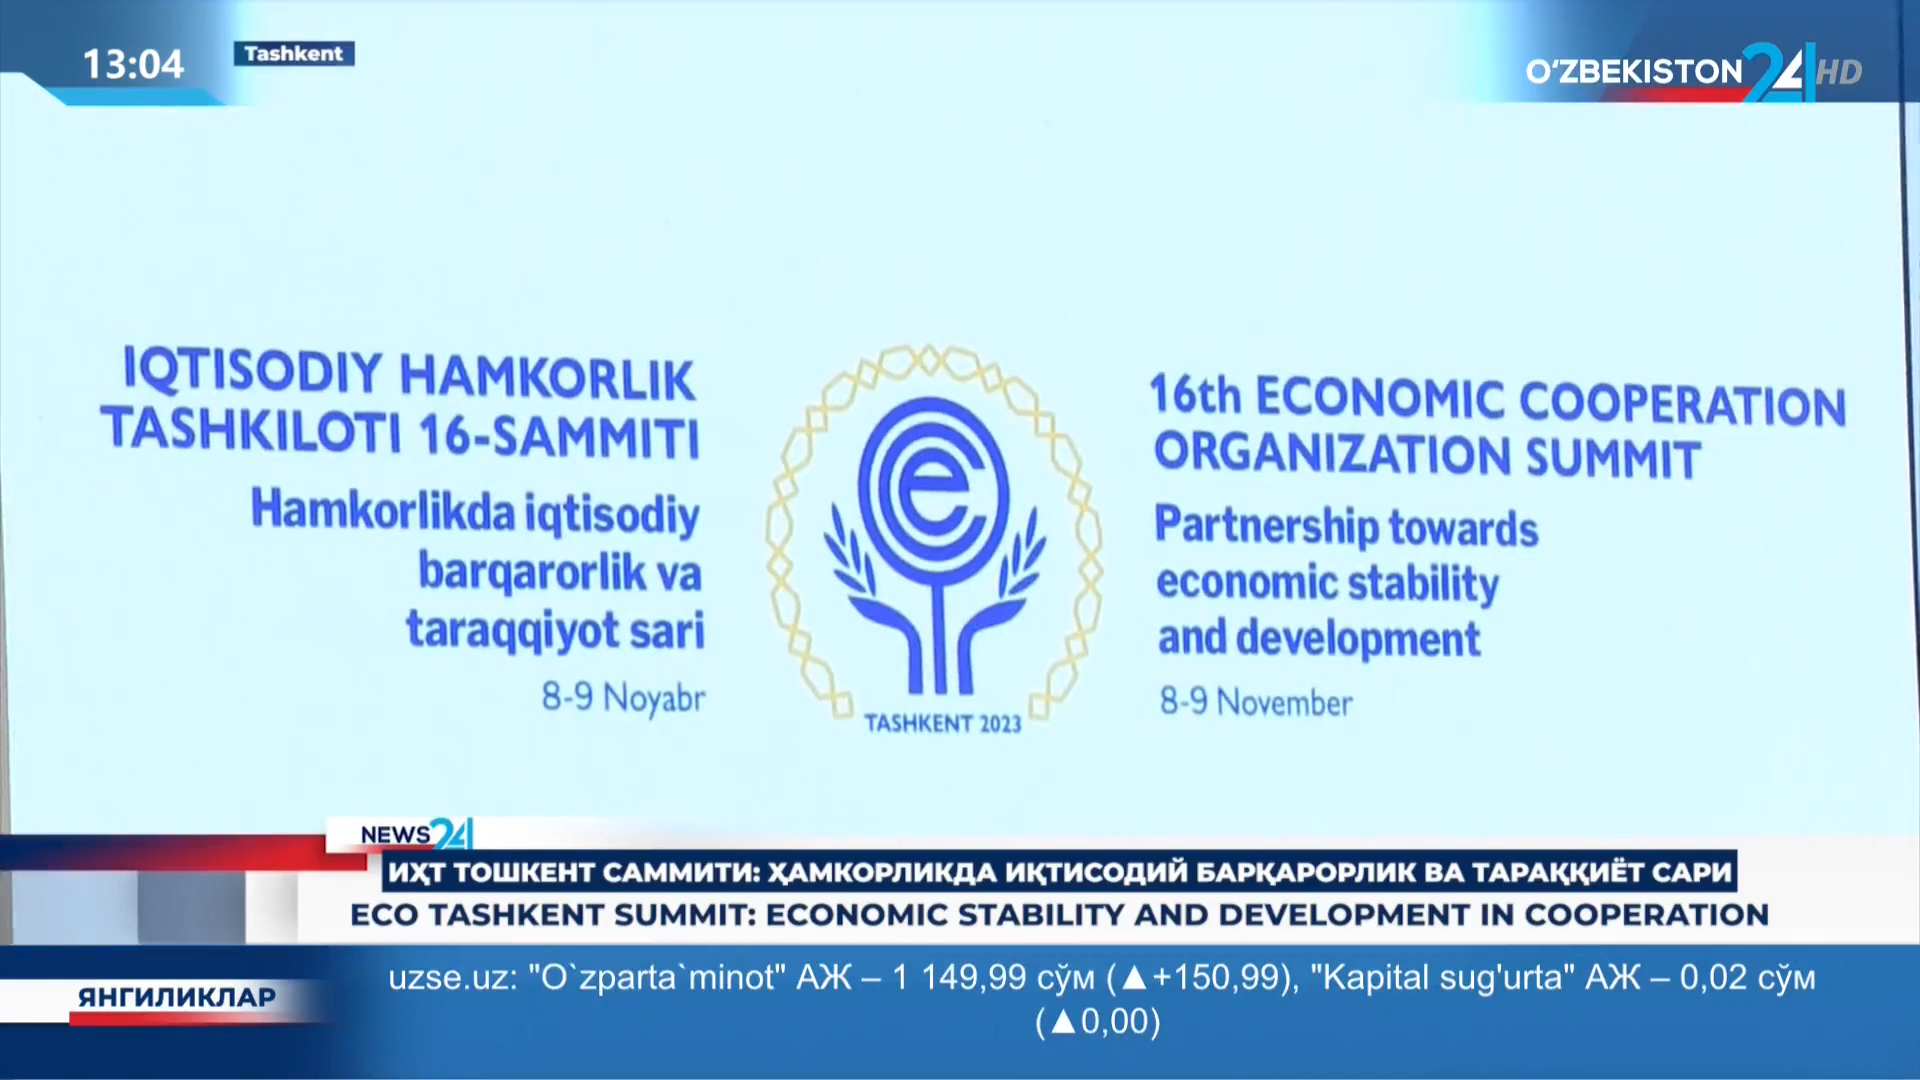 13:04
Tashkent
O‘ZBEKISTON 24 HD
IQTISODIY HAMKORLIK
TASHKILOTI 16-SAMMITI
Hamkorlikda iqtisodiy
barqarorlik va
taraqqiyot sari
8-9 Noyabr
ece
TASHKENT 2023
16th ECONOMIC COOPERATION
ORGANIZATION SUMMIT
Partnership towards
economic stability
and development
8-9 November
NEWS 24
ИҲТ ТОШКЕНТ САММИТИ: ҲАМКОРЛИКДА ИҚТИСОДИЙ БАРҚАРОРЛИК ВА ТАРАҚҚИЁТ САРИ
ECO TASHKENT SUMMIT: ECONOMIC STABILITY AND DEVELOPMENT IN COOPERATION
ЯНГИЛИКЛАР
uzse.uz: "O`zparta`minot" АЖ – 1 149,99 сўм (▲+150,99), "Kapital sug'urta" АЖ – 0,02 сўм
(▲0,00)